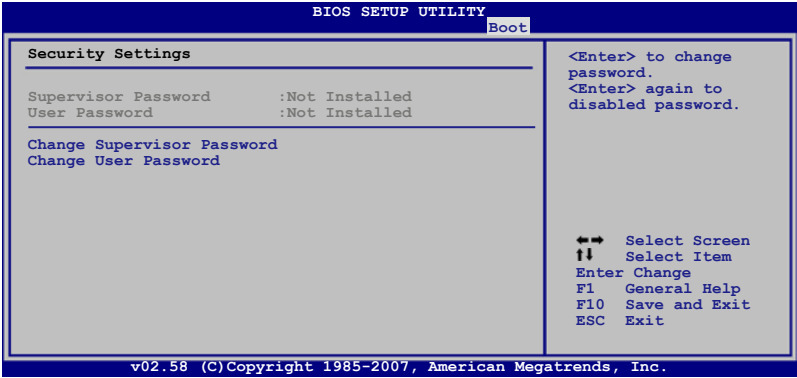 BIOS SETUP UTILITY
Boot
Security Settings
Supervisor Password :Not Installed
User Password :Not Installed
Change Supervisor Password
Change User Password
<Enter> to change
password.
<Enter> again to
disabled password.
←→ Select Screen
↑↓ Select Item
Enter Change
F1 General Help
F10 Save and Exit
ESC Exit
v02.58 (C)Copyright 1985-2007, American Megatrends, Inc.